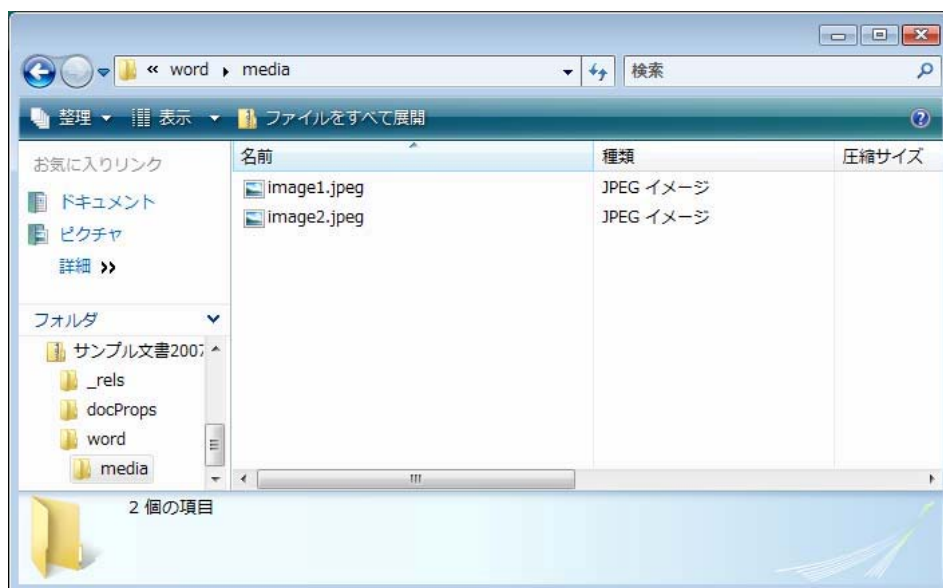 « word ▸ media
検索
整理 ▼ 表示 ▼ ファイルをすべて展開
お気に入りリンク
ドキュメント
ピクチャ
詳細 »
フォルダ
サンプル文書2007
_rels
docProps
word
media
名前 種類 圧縮サイズ
image1.jpeg JPEG イメージ
image2.jpeg JPEG イメージ
2 個の項目